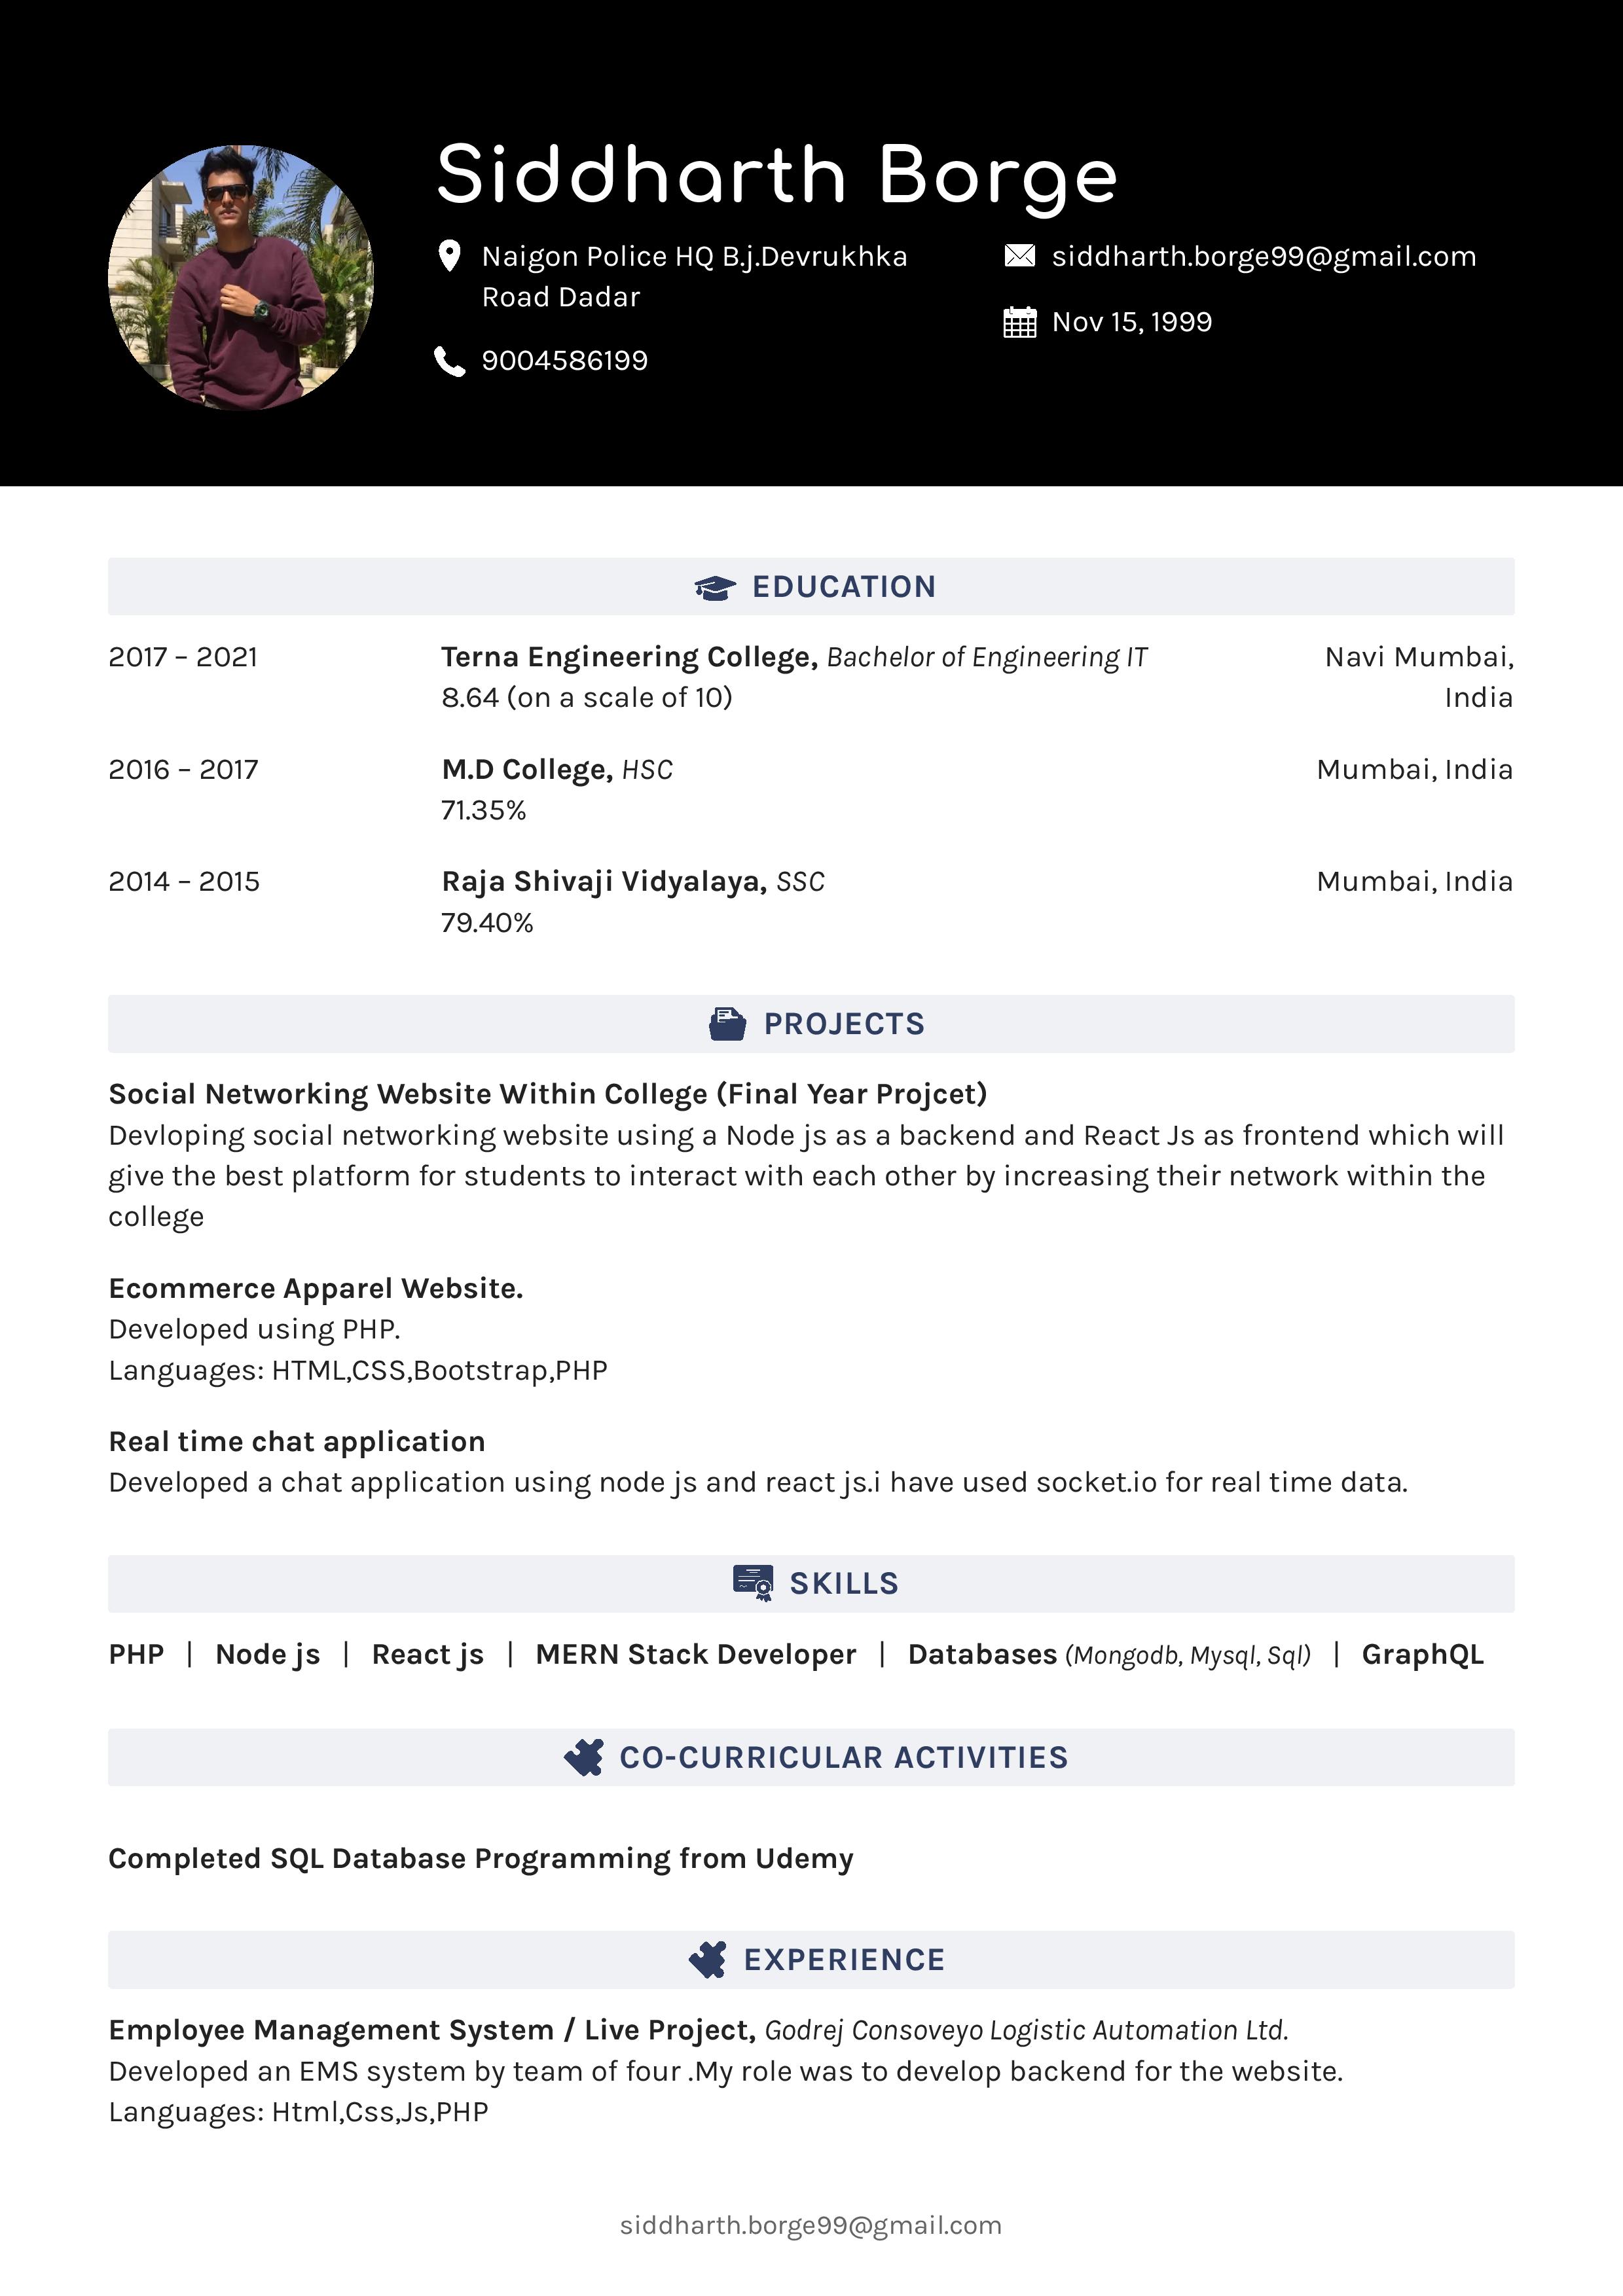 Siddharth Borge
Naigon Police HQ B.j.Devrukhka
Road Dadar
9004586199
siddharth.borge99@gmail.com
Nov 15, 1999
EDUCATION
2017 – 2021 Terna Engineering College, Bachelor of Engineering IT Navi Mumbai,
8.64 (on a scale of 10) India
2016 – 2017 M.D College, HSC Mumbai, India
71.35%
2014 – 2015 Raja Shivaji Vidyalaya, SSC Mumbai, India
79.40%
PROJECTS
Social Networking Website Within College (Final Year Projcet)
Devloping social networking website using a Node js as a backend and React Js as frontend which will
give the best platform for students to interact with each other by increasing their network within the
college
Ecommerce Apparel Website.
Developed using PHP.
Languages: HTML,CSS,Bootstrap,PHP
Real time chat application
Developed a chat application using node js and react js.i have used socket.io for real time data.
SKILLS
PHP | Node js | React js | MERN Stack Developer | Databases (Mongodb, Mysql, Sql) | GraphQL
CO-CURRICULAR ACTIVITIES
Completed SQL Database Programming from Udemy
EXPERIENCE
Employee Management System / Live Project, Godrej Consoveyo Logistic Automation Ltd.
Developed an EMS system by team of four .My role was to develop backend for the website.
Languages: Html,Css,Js,PHP
siddharth.borge99@gmail.com